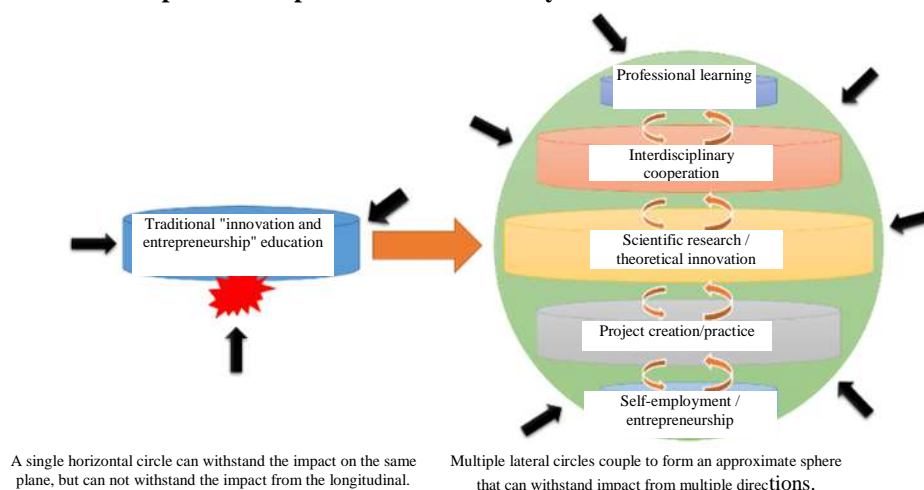 Professional learning
Interdisciplinary
cooperation
Traditional "innovation and
entrepreneurship" education
Scientific research /
theoretical innovation
Project creation/practice
Self-employment /
entrepreneurship
A single horizontal circle can withstand the impact on the same
plane, but can not withstand the impact from the longitudinal.
Multiple lateral circles couple to form an approximate sphere
that can withstand impact from multiple directions.